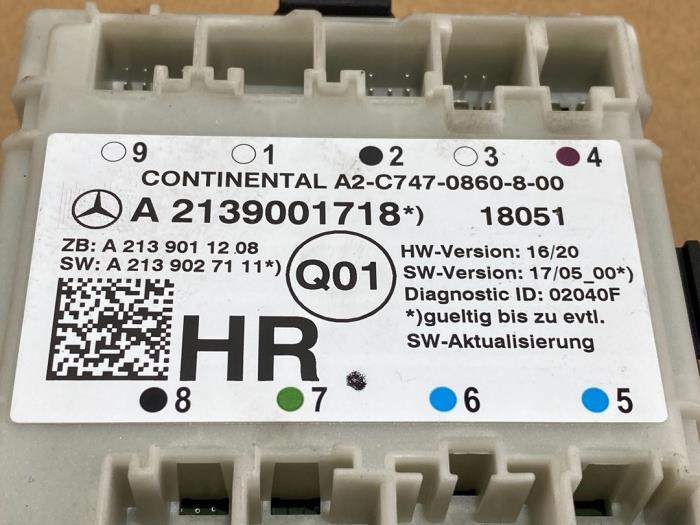 9 1 2 3 4
CONTINENTAL A2-C747-0860-8-00
A 2139001718*) 18051
ZB: A 213 901 12 08
SW: A 213 902 71 11*)
Q01
HW-Version: 16/20
SW-Version: 17/05_00*)
Diagnostic ID: 02040F
*)gueltig bis zu evtl.
SW-Aktualisierung
HR
8 7 6 5